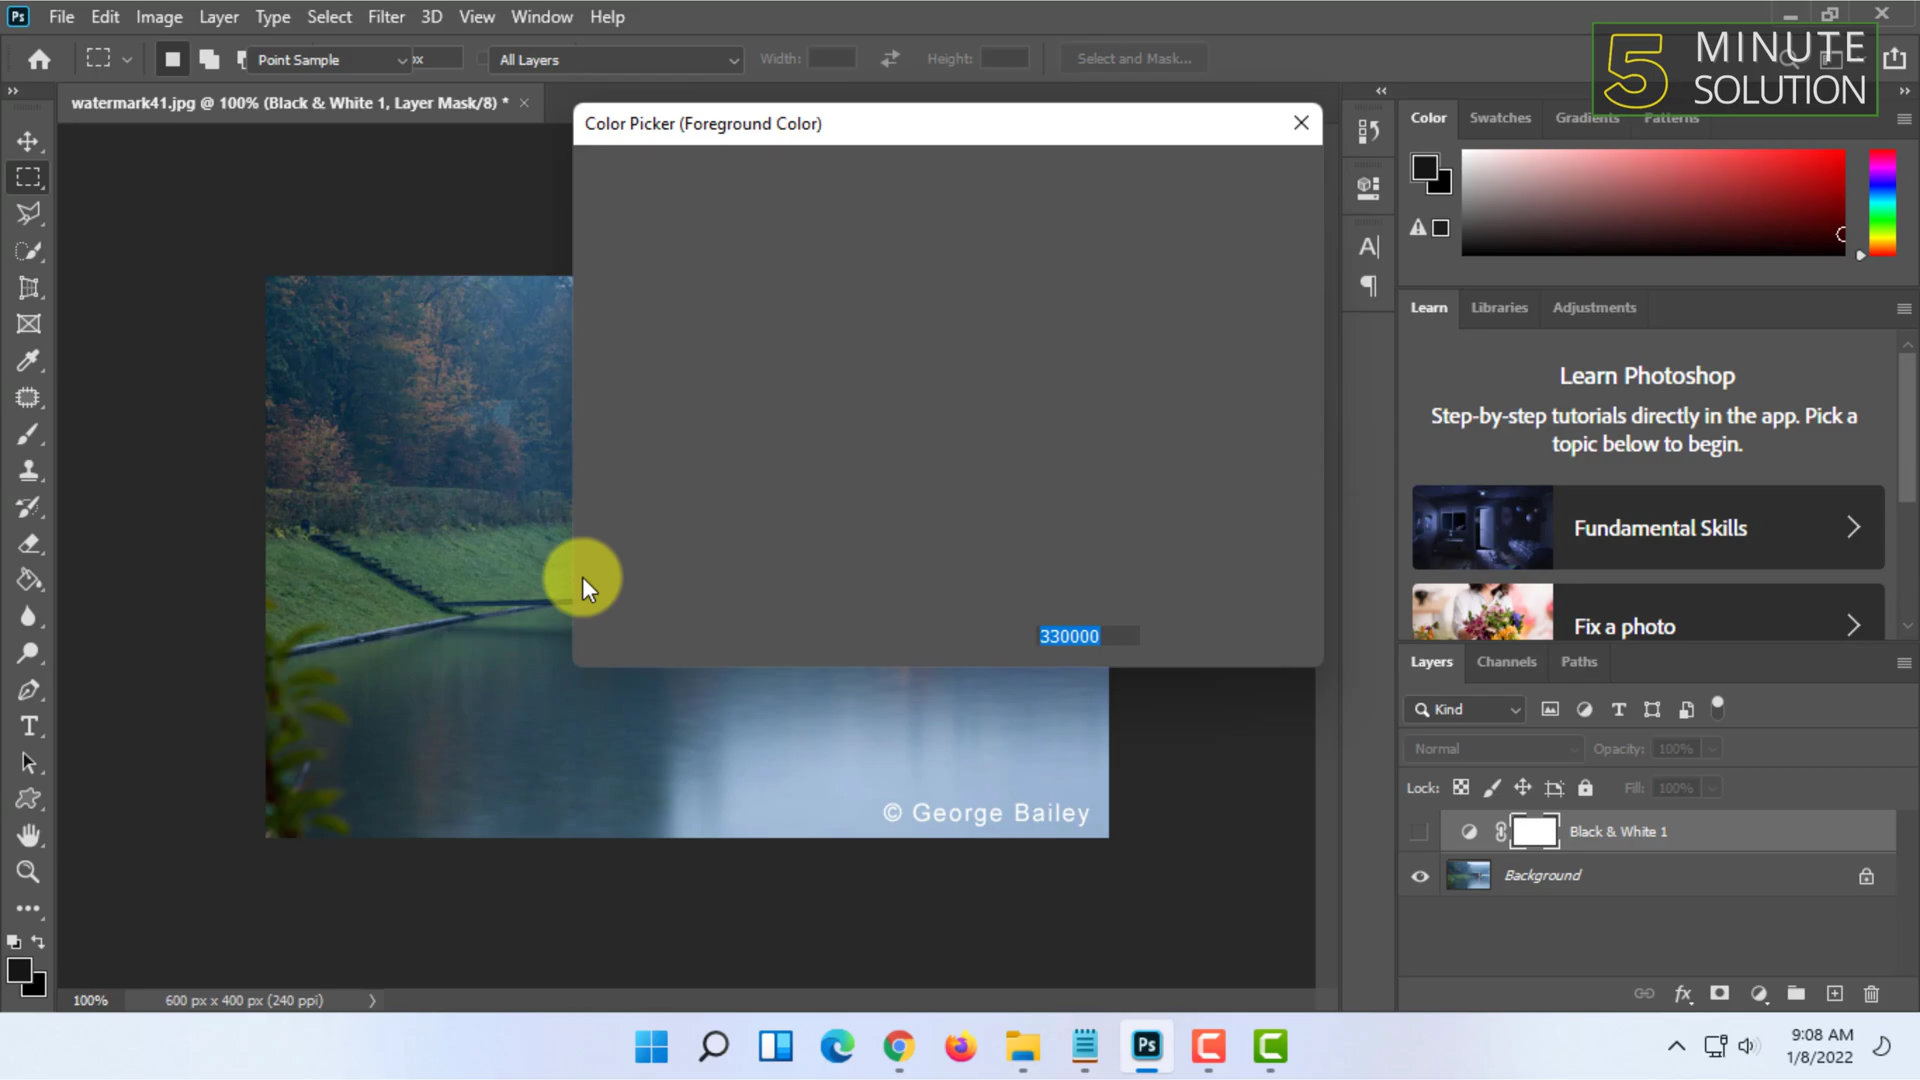 Ps File Edit Image Layer Type Select Filter 3D View Window Help
Point Sample px All Layers Width: Height: Select and Mask...
5 MINUTE
SOLUTION
watermark41.jpg @ 100% (Black & White 1, Layer Mask/8) *
Color Picker (Foreground Color)
330000
© George Bailey
Color Swatches Gradients Patterns
Learn Libraries Adjustments
Learn Photoshop
Step-by-step tutorials directly in the app. Pick a
topic below to begin.
Fundamental Skills
Fix a photo
Layers Channels Paths
Kind
Normal Opacity: 100%
Lock: Fill: 100%
Black & White 1
Background
fx
100% 600 px x 400 px (240 ppi)
Ps
9:08 AM
1/8/2022